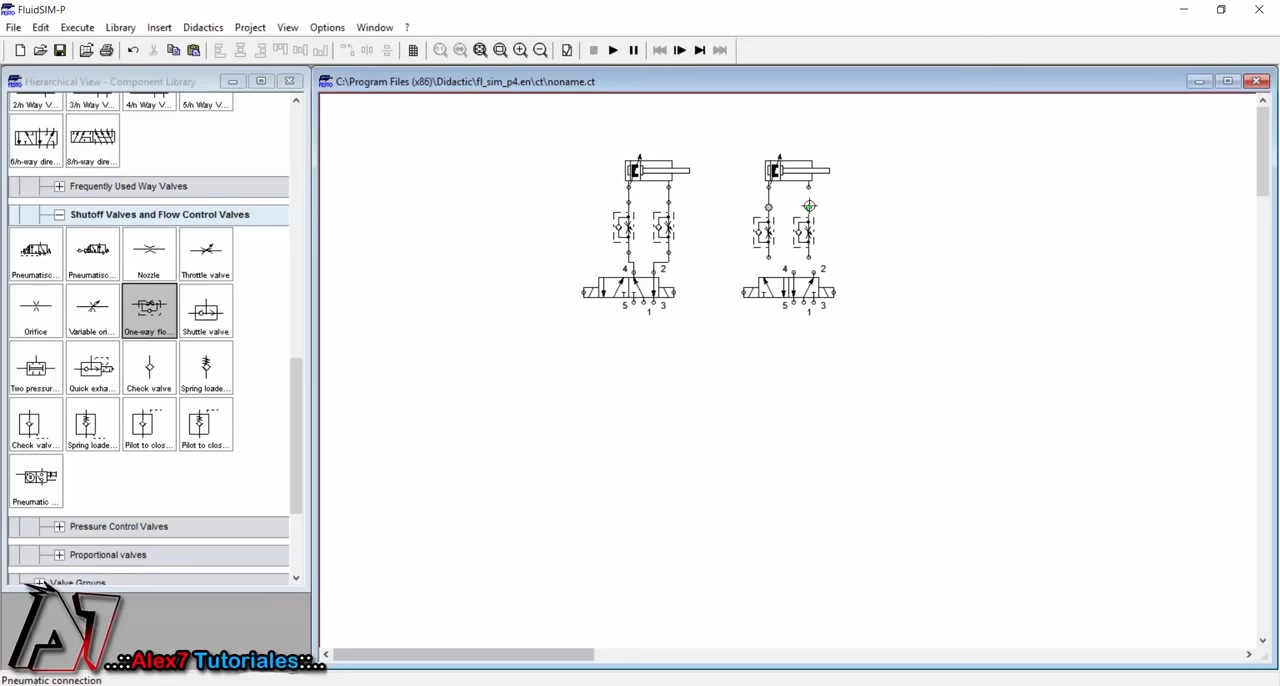 FluidSIM-P
File Edit Execute Library Insert Didactics Project View Options Window ?
Hierarchical View - Component Library
C:\Program Files (x86)\Didactic\fl_sim_p4.en\ct\noname.ct
2/n Way V... 3/n Way V... 4/n Way V... 5/n Way V...
6/n-way dire... 8/n-way dire...
Frequently Used Way Valves
Shutoff Valves and Flow Control Valves
Pneumatisc... Pneumatisc... Nozzle Throttle valve
Orifice Variable ori... One-way flo... Shuttle valve
Two pressur... Quick exha... Check valve Spring loade...
Check valv... Spring loade... Pilot to clos... Pilot to clos...
Pneumatic ...
Pressure Control Valves
Proportional valves
Valve Groups
4 2
5 3
1
4 2
5 1 3
A7
..::Alex7 Tutoriales::..
Pneumatic connection